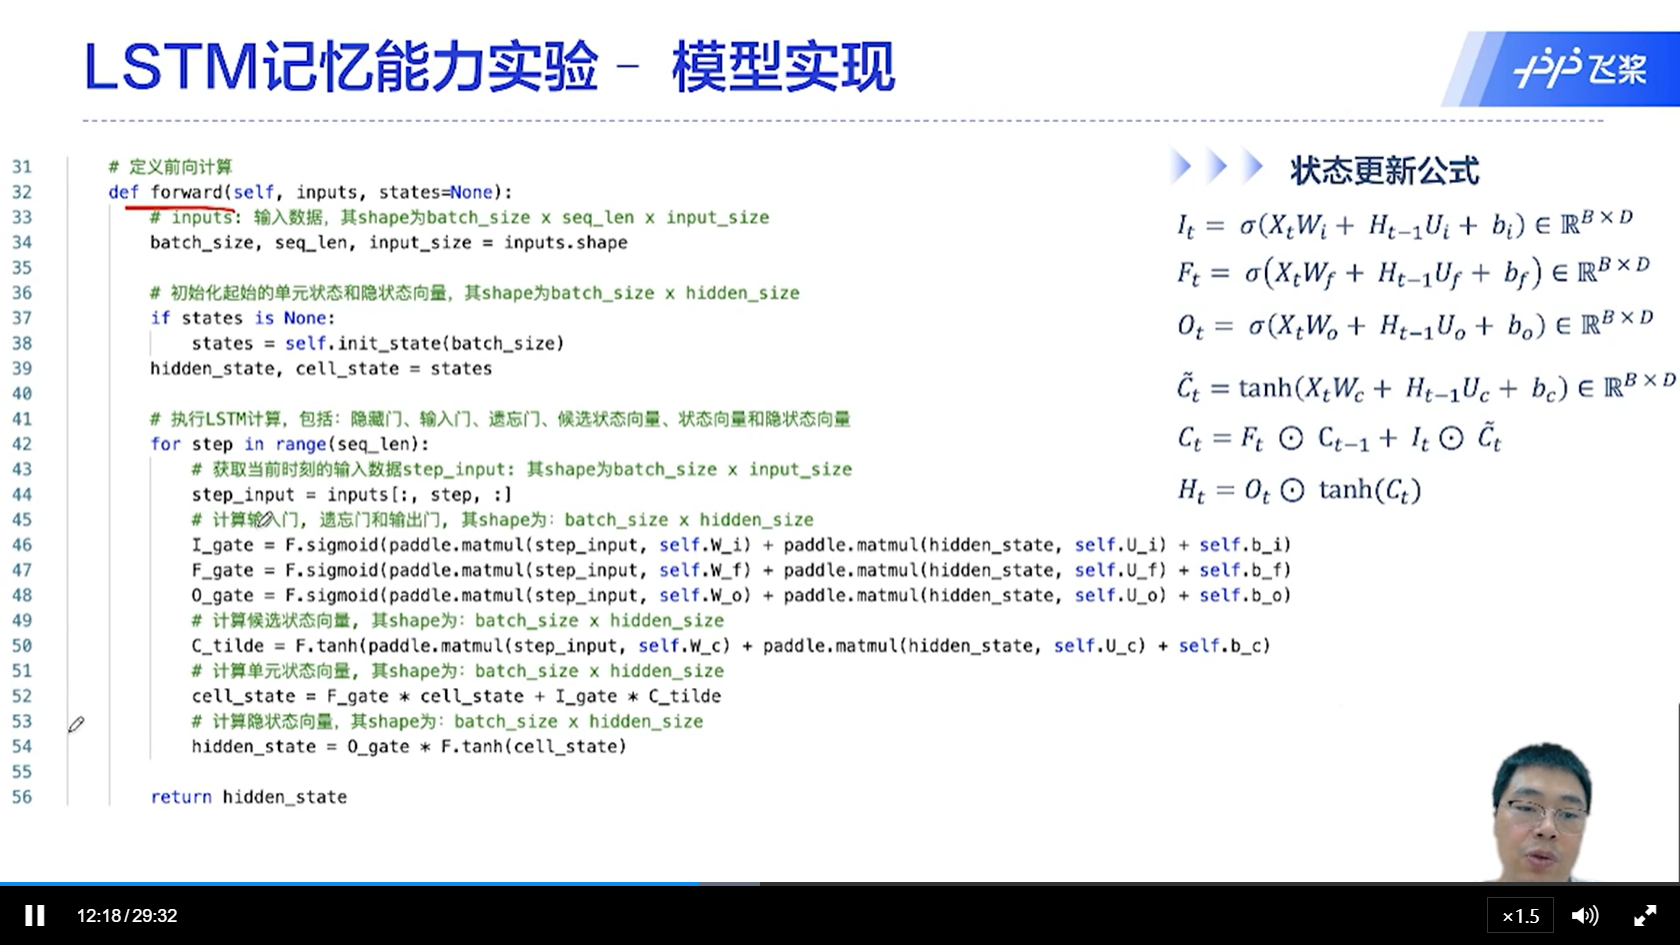 LSTM记忆能力实验 - 模型实现
飞桨
31 # 定义前向计算
32 def forward(self, inputs, states=None):
33 # inputs: 输入数据, 其shape为batch_size x seq_len x input_size
34 batch_size, seq_len, input_size = inputs.shape
35
36 # 初始化起始的单元状态和隐状态向量, 其shape为batch_size x hidden_size
37 if states is None:
38 states = self.init_state(batch_size)
39 hidden_state, cell_state = states
40
41 # 执行LSTM计算, 包括: 隐藏门、输入门、遗忘门、候选状态向量、状态向量和隐状态向量
42 for step in range(seq_len):
43 # 获取当前时刻的输入数据step_input: 其shape为batch_size x input_size
44 step_input = inputs[:, step, :]
45 # 计算输入门, 遗忘门和输出门, 其shape为: batch_size x hidden_size
46 I_gate = F.sigmoid(paddle.matmul(step_input, self.W_i) + paddle.matmul(hidden_state, self.U_i) + self.b_i)
47 F_gate = F.sigmoid(paddle.matmul(step_input, self.W_f) + paddle.matmul(hidden_state, self.U_f) + self.b_f)
48 O_gate = F.sigmoid(paddle.matmul(step_input, self.W_o) + paddle.matmul(hidden_state, self.U_o) + self.b_o)
49 # 计算候选状态向量, 其shape为: batch_size x hidden_size
50 C_tilde = F.tanh(paddle.matmul(step_input, self.W_c) + paddle.matmul(hidden_state, self.U_c) + self.b_c)
51 # 计算单元状态向量, 其shape为: batch_size x hidden_size
52 cell_state = F_gate * cell_state + I_gate * C_tilde
53 # 计算隐状态向量, 其shape为: batch_size x hidden_size
54 hidden_state = O_gate * F.tanh(cell_state)
55
56 return hidden_state
状态更新公式
I_t = σ(X_tW_i + H_{t−1}U_i + b_i) ∈ ℝ^{B×D}
F_t = σ(X_tW_f + H_{t−1}U_f + b_f) ∈ ℝ^{B×D}
O_t = σ(X_tW_o + H_{t−1}U_o + b_o) ∈ ℝ^{B×D}
C̃_t = tanh(X_tW_c + H_{t−1}U_c + b_c) ∈ ℝ^{B×D}
C_t = F_t ⊙ C_{t−1} + I_t ⊙ C̃_t
H_t = O_t ⊙ tanh(C_t)
12:18/29:32
×1.5